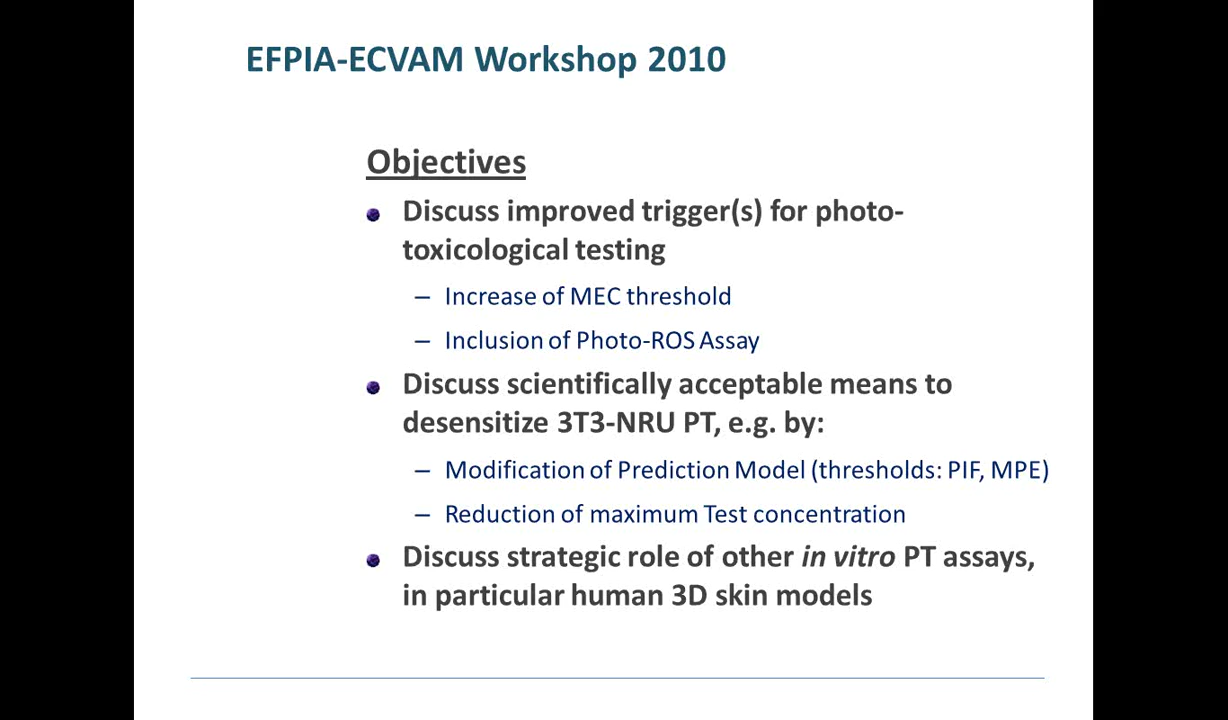 EFPIA-ECVAM Workshop 2010
Objectives
Discuss improved trigger(s) for photo-
toxicological testing
– Increase of MEC threshold
– Inclusion of Photo-ROS Assay
Discuss scientifically acceptable means to
desensitize 3T3-NRU PT, e.g. by:
– Modification of Prediction Model (thresholds: PIF, MPE)
– Reduction of maximum Test concentration
Discuss strategic role of other in vitro PT assays,
in particular human 3D skin models